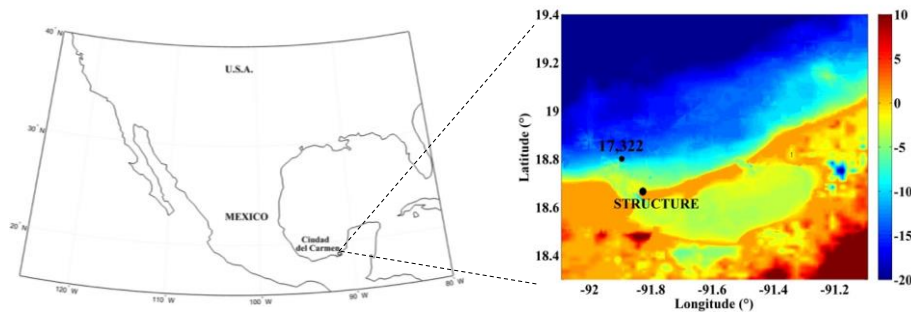 40° N
30° N
20° N
120° W
110° W
100° W
90° W
80° W
U.S.A.
MEXICO
Ciudad
del Carmen
19.4
19.2
19
18.8
18.6
18.4
Latitude (°)
17,322
STRUCTURE
-92
-91.8
-91.6
-91.4
-91.2
Longitude (°)
10
5
0
-5
-10
-15
-20